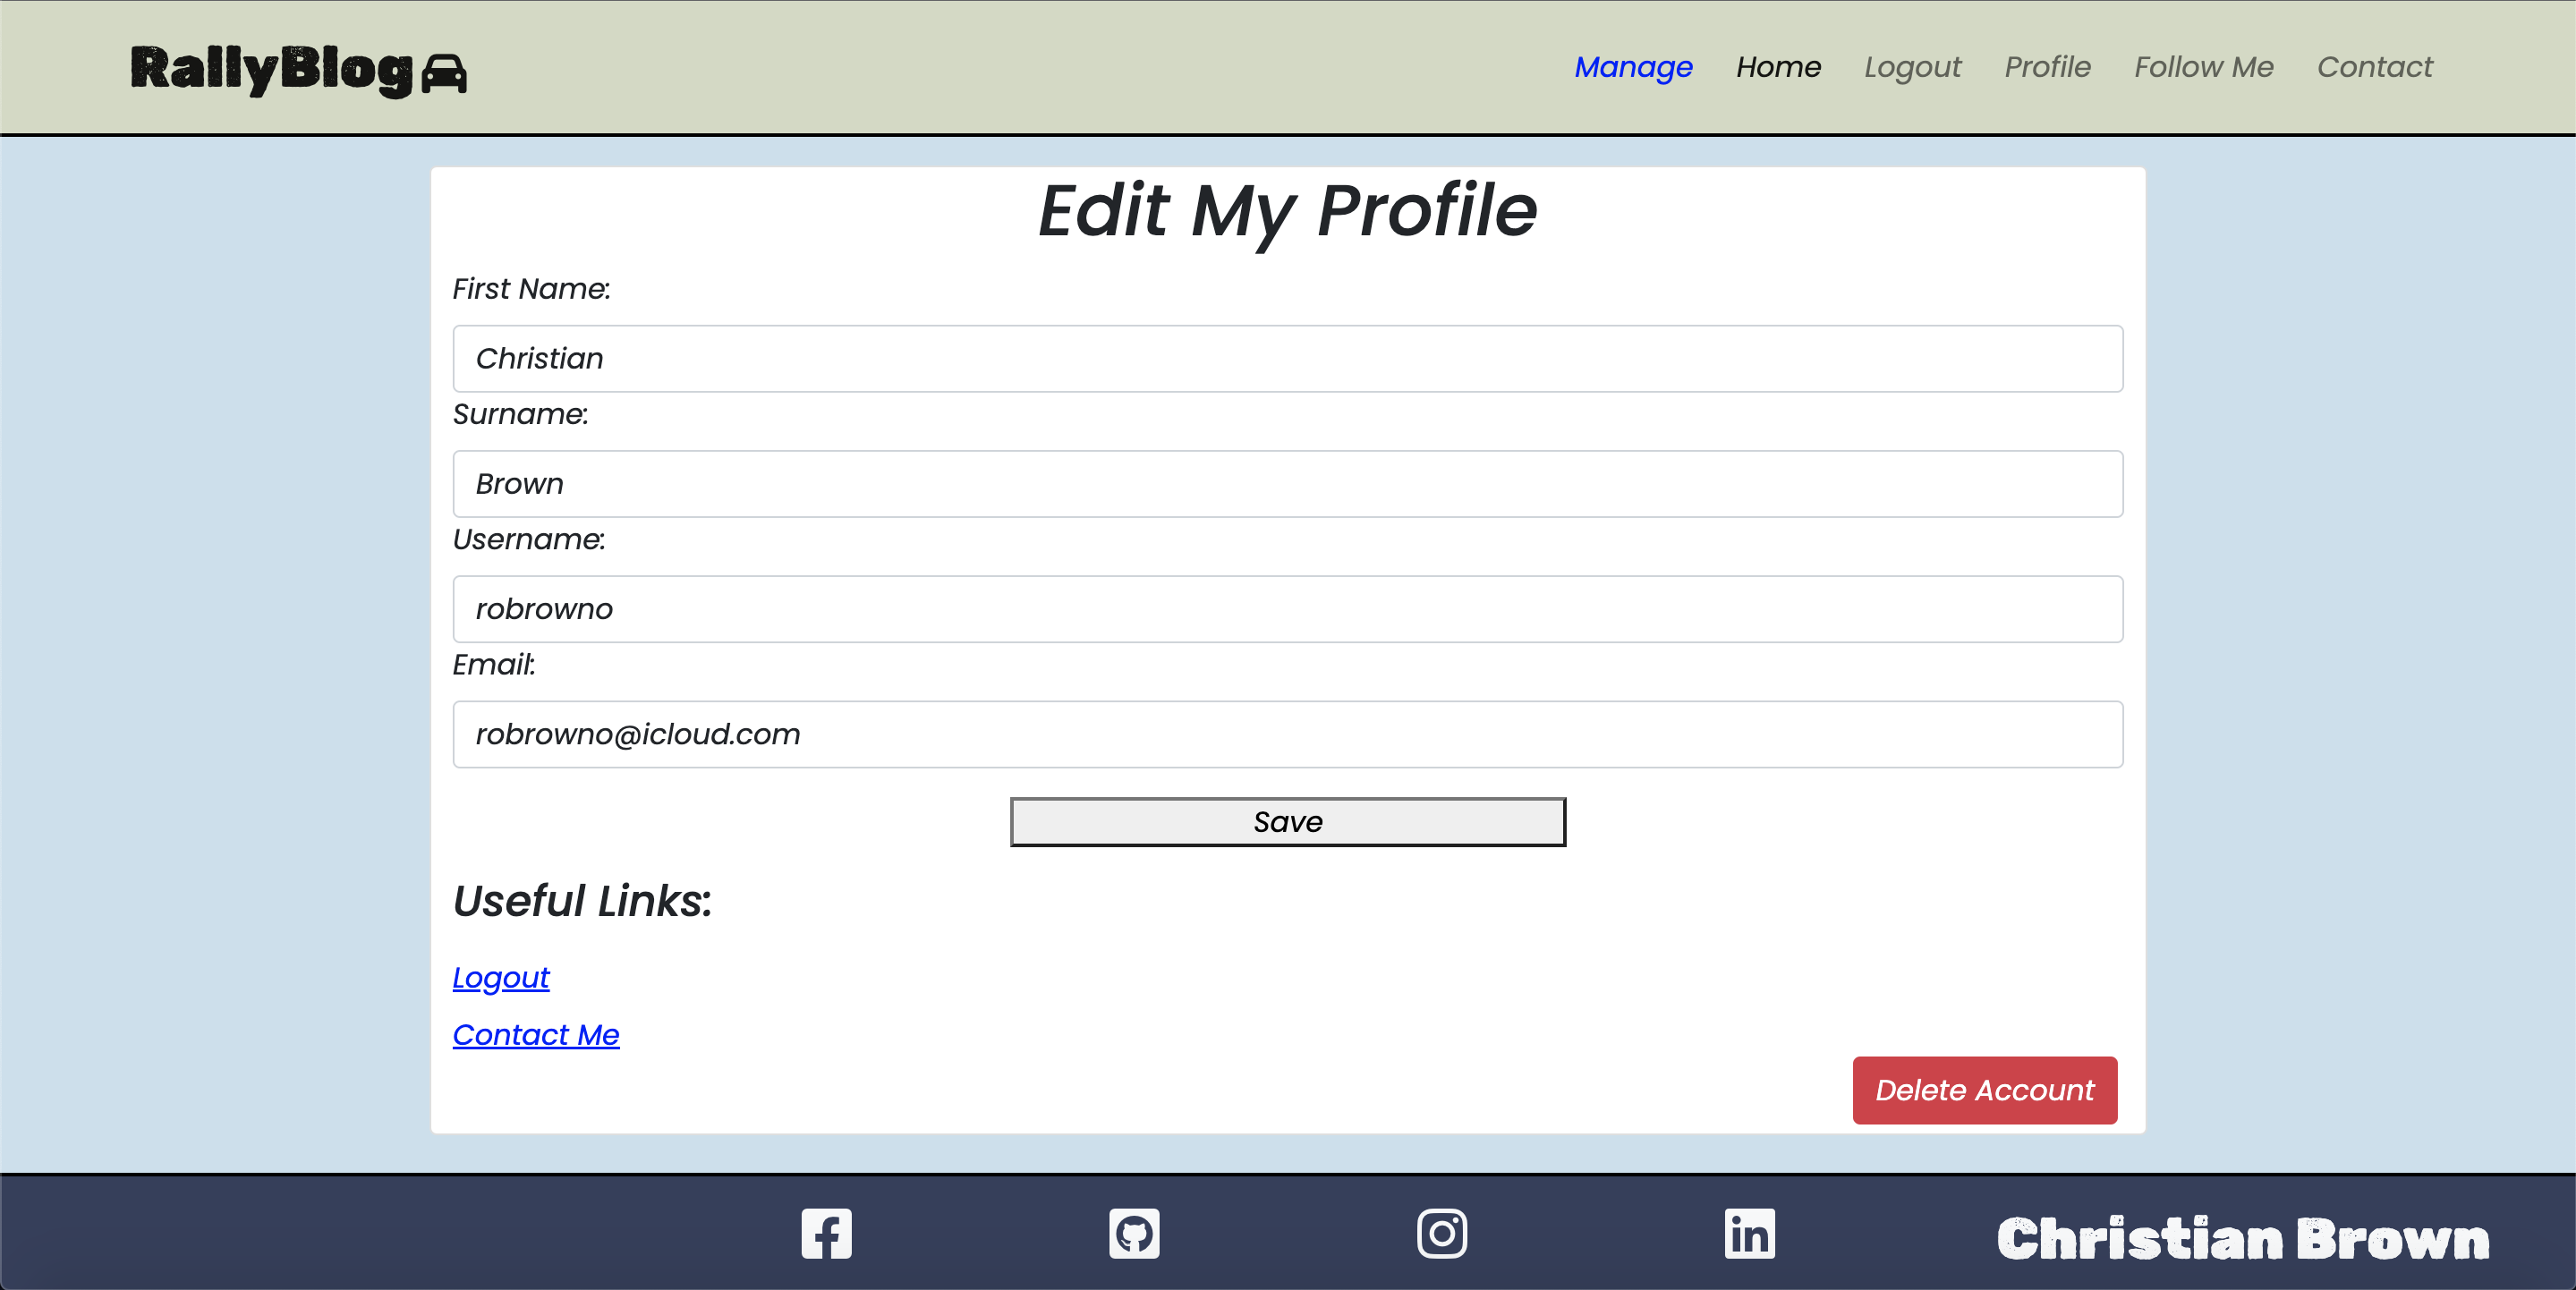 RallyBlog
Manage Home Logout Profile Follow Me Contact
Edit My Profile
First Name:
Christian
Surname:
Brown
Username:
robrowno
Email:
robrowno@icloud.com
Save
Useful Links:
Logout
Contact Me
Delete Account
Christian Brown